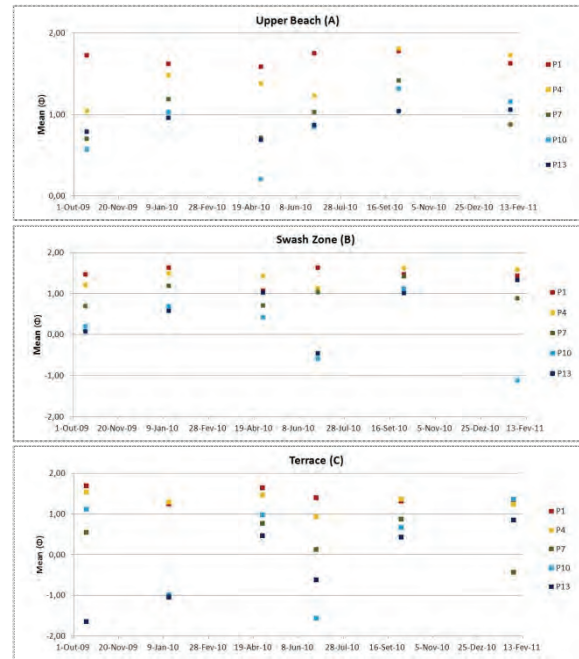 Upper Beach (A)
2,00
1,00
0,00
Mean (Φ)
1-Out-09 20-Nov-09 9-Jan-10 28-Fev-10 19-Abr-10 8-Jun-10 28-Jul-10 16-Set-10 5-Nov-10 25-Dez-10 13-Fev-11
P1
P4
P7
P10
P13
Swash Zone (B)
2,00
1,00
0,00
-1,00
-2,00
Mean (Φ)
1-Out-09 20-Nov-09 9-Jan-10 28-Fev-10 19-Abr-10 8-Jun-10 28-Jul-10 16-Set-10 5-Nov-10 25-Dez-10 13-Fev-11
P1
P4
P7
P10
P13
Terrace (C)
2,00
1,00
0,00
-1,00
-2,00
Mean (Φ)
1-Out-09 20-Nov-09 9-Jan-10 28-Fev-10 19-Abr-10 8-Jun-10 28-Jul-10 16-Set-10 5-Nov-10 25-Dez-10 13-Fev-11
P1
P4
P7
P10
P13